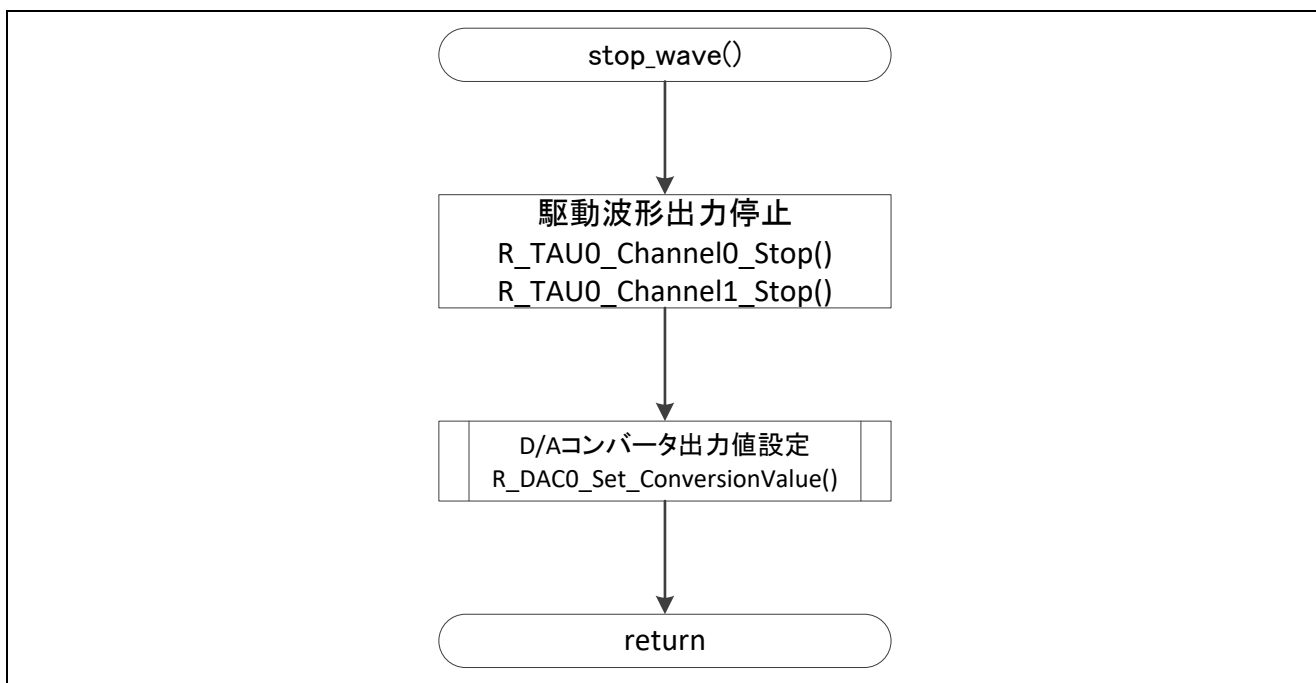 stop_wave()
駆動波形出力停止
R_TAU0_Channel0_Stop()
R_TAU0_Channel1_Stop()
D/Aコンバータ出力値設定
R_DAC0_Set_ConversionValue()
return